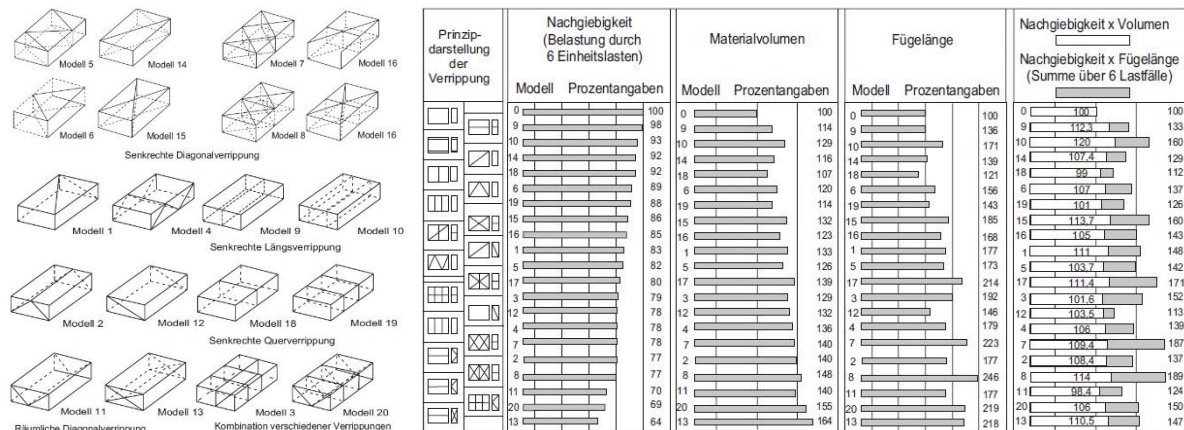 Modell 5 Modell 14 Modell 7 Modell 16
Modell 6 Modell 15 Modell 8 Modell 16
Senkrechte Diagonalverrippung
Modell 1 Modell 4 Modell 9 Modell 10
Senkrechte Längsverrippung
Modell 2 Modell 12 Modell 18 Modell 19
Senkrechte Querverrippung
Modell 11 Modell 13 Modell 3 Modell 20
Räumliche Diagonalverrippung Kombination verschiedener Verrippungen
Prinzip-
darstellung
der
Verrippung
Nachgiebigkeit
(Belastung durch
6 Einheitslasten)
Modell Prozentangaben
0 100
9 98
10 93
14 92
18 92
6 89
19 88
15 86
16 85
1 83
5 82
17 80
3 79
12 78
4 78
7 78
2 77
8 77
11 70
20 69
13 64
Materialvolumen
Modell Prozentangaben
0 100
9 114
10 129
14 116
18 107
6 120
19 114
15 132
16 123
1 133
5 126
17 139
3 129
12 132
4 136
7 140
2 140
8 148
11 140
20 155
13 164
Fügelänge
Modell Prozentangaben
0 100
9 136
10 171
14 139
18 121
6 156
19 143
15 185
16 168
1 177
5 173
17 214
3 192
12 146
4 179
7 223
2 177
8 246
11 177
20 219
13 218
Nachgiebigkeit x Volumen
Nachgiebigkeit x Fügelänge
(Summe über 6 Lastfälle)
0 100 100
9 112,3 133
10 120 160
14 107,4 129
18 99 112
6 107 137
19 101 126
15 113,7 160
16 105 143
1 111 148
5 103,7 142
17 111,4 171
3 101,6 152
12 103,5 113
4 106 139
7 109,4 187
2 108,4 137
8 114 189
11 98,4 124
20 106 150
13 110,5 147